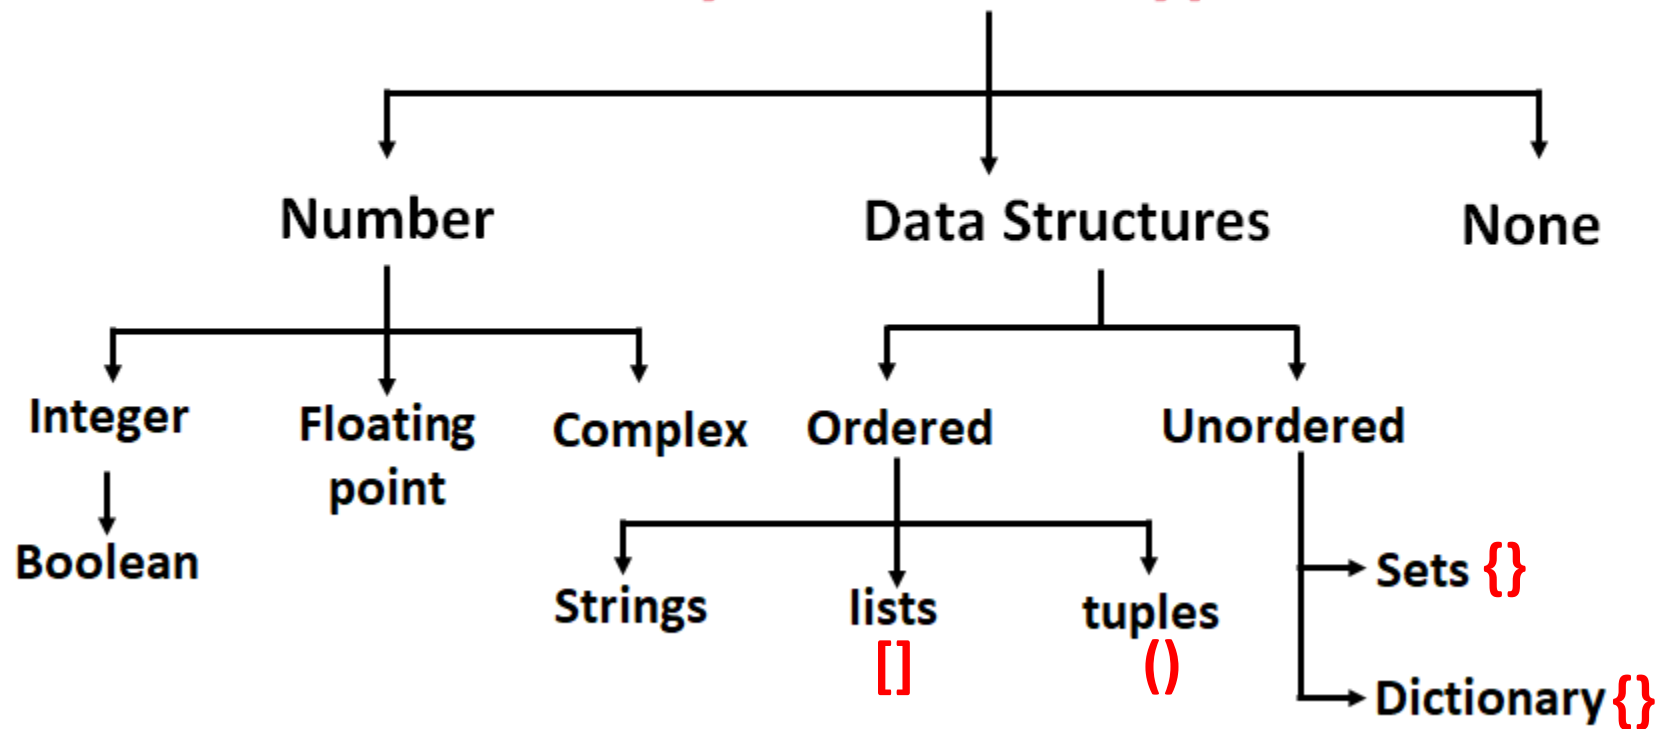 Number
Data Structures
None
Integer
Floating
point
Complex
Ordered
Unordered
Boolean
Strings
lists
[]
tuples
()
Sets {}
Dictionary {}